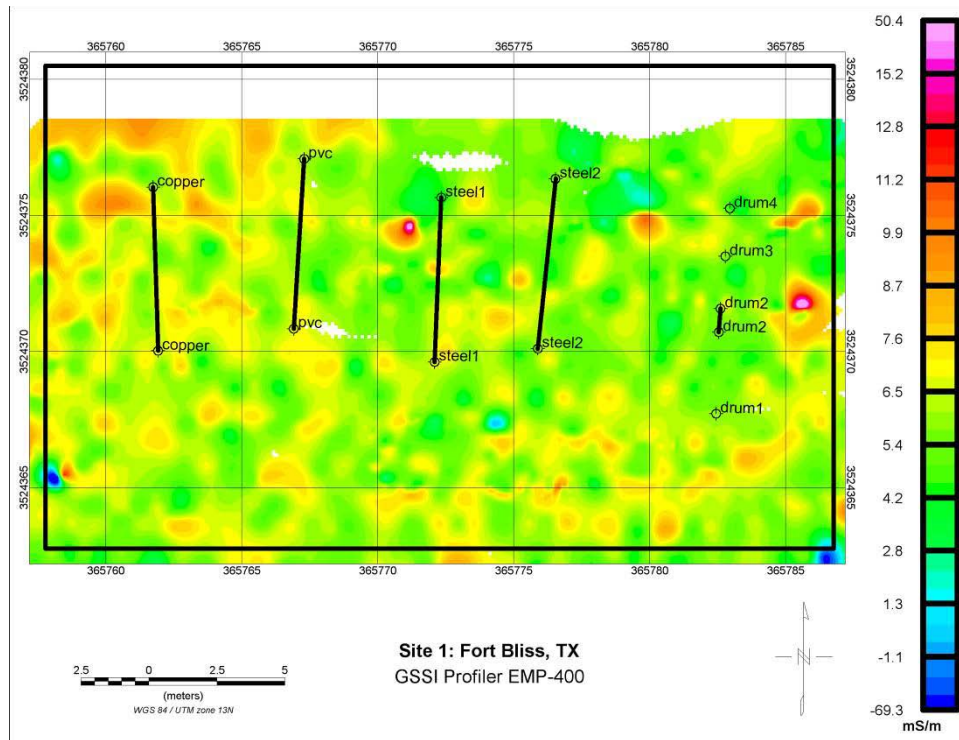 365760 365765 365770 365775 365780 365785
50.4
15.2
12.8
11.2
9.9
8.7
7.6
6.5
5.4
4.2
2.8
1.3
-1.1
-69.3
mS/m
3524380 3524380
pvc
copper steel2
steel1
drum4
3524375 3524375
drum3
drum2
pvc drum2
copper steel1 steel2
3524370 3524370
drum1
3524365 3524365
365760 365765 365770 365775 365780 365785
2.5 0 2.5 5
(meters)
WGS 84 / UTM zone 13N
Site 1: Fort Bliss, TX
GSSI Profiler EMP-400
N